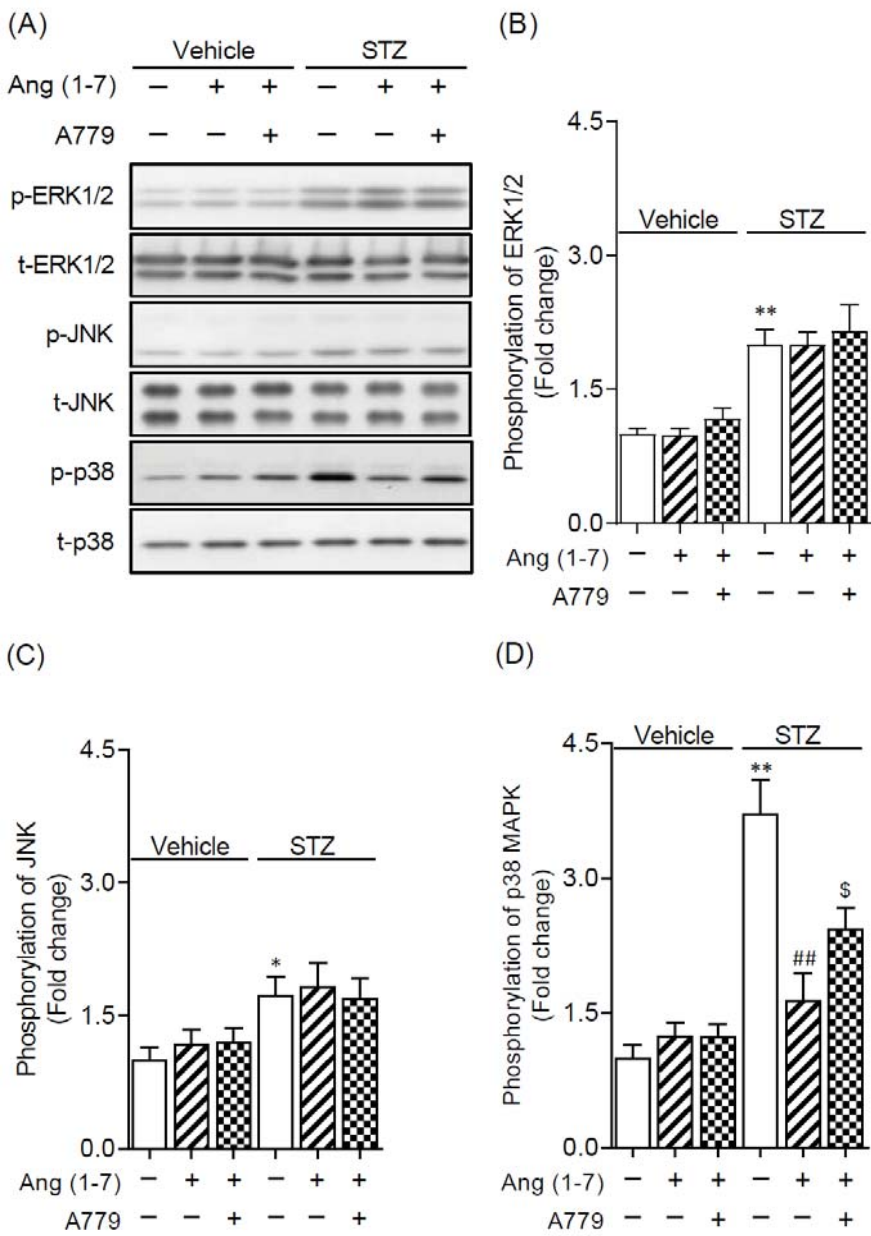 (A)
Vehicle STZ
Ang (1-7) – + + – + +
A779 – – + – – +
p-ERK1/2
t-ERK1/2
p-JNK
t-JNK
p-p38
t-p38
(B)
Phosphorylation of ERK1/2
(Fold change)
4.5
3.0
1.5
0.0
Vehicle STZ
**
Ang (1-7) – + + – + +
A779 – – + – – +
(C)
Phosphorylation of JNK
(Fold change)
4.5
3.0
1.5
0.0
Vehicle STZ
*
Ang (1-7) – + + – + +
A779 – – + – – +
(D)
Phosphorylation of p38 MAPK
(Fold change)
4.5
3.0
1.5
0.0
Vehicle STZ
**
##
$
Ang (1-7) – + + – + +
A779 – – + – – +